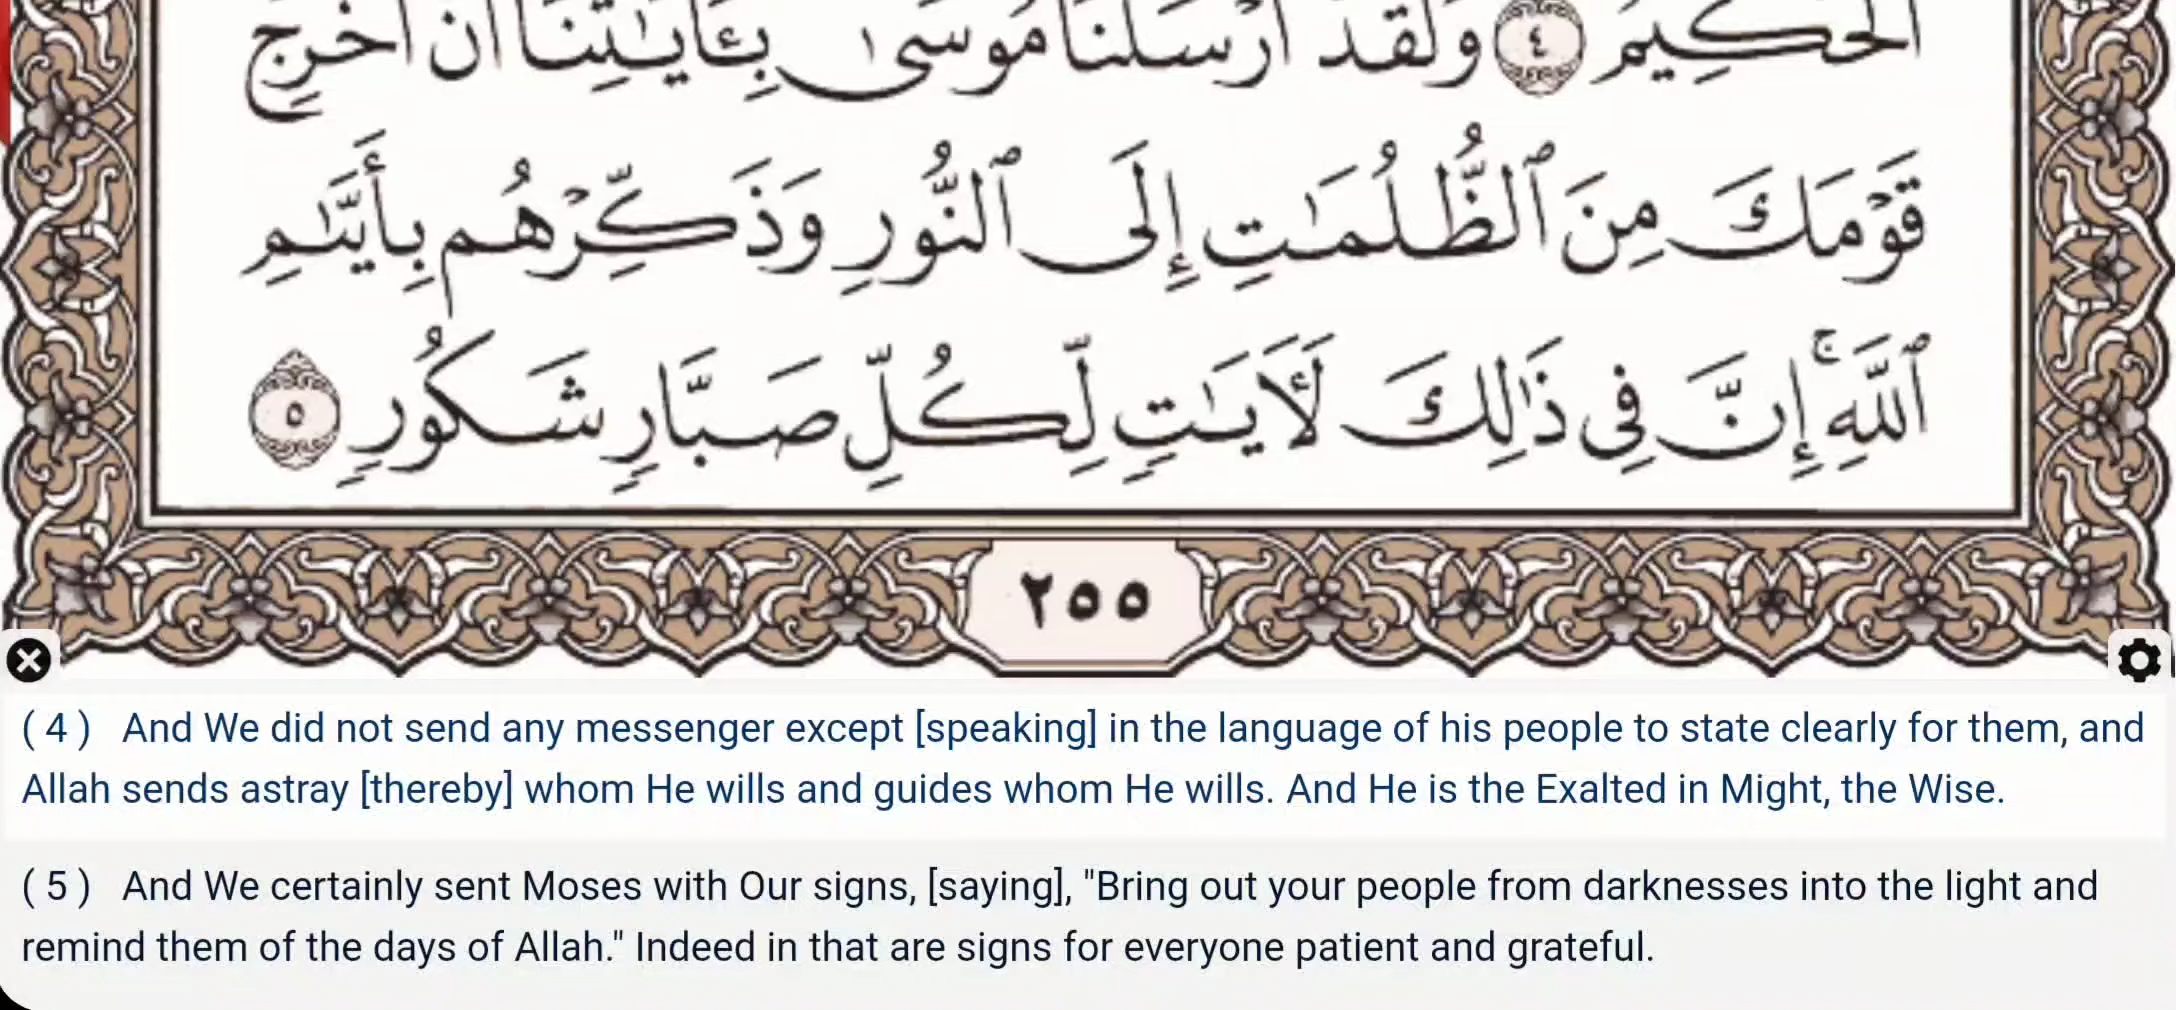 ٱلۡحَكِيمُ ٤ وَلَقَدۡ أَرۡسَلۡنَا مُوسَىٰ بِـَٔايَٰتِنَآ أَنۡ أَخۡرِجۡ
قَوۡمَكَ مِنَ ٱلظُّلُمَٰتِ إِلَى ٱلنُّورِ وَذَكِّرۡهُم بِأَيَّىٰمِ
ٱللَّهِۚ إِنَّ فِي ذَٰلِكَ لَأٓيَٰتٖ لِّكُلِّ صَبَّارٖ شَكُورٖ ٥
٢٥٥
( 4 ) And We did not send any messenger except [speaking] in the language of his people to state clearly for them, and
Allah sends astray [thereby] whom He wills and guides whom He wills. And He is the Exalted in Might, the Wise.
( 5 ) And We certainly sent Moses with Our signs, [saying], "Bring out your people from darknesses into the light and
remind them of the days of Allah." Indeed in that are signs for everyone patient and grateful.